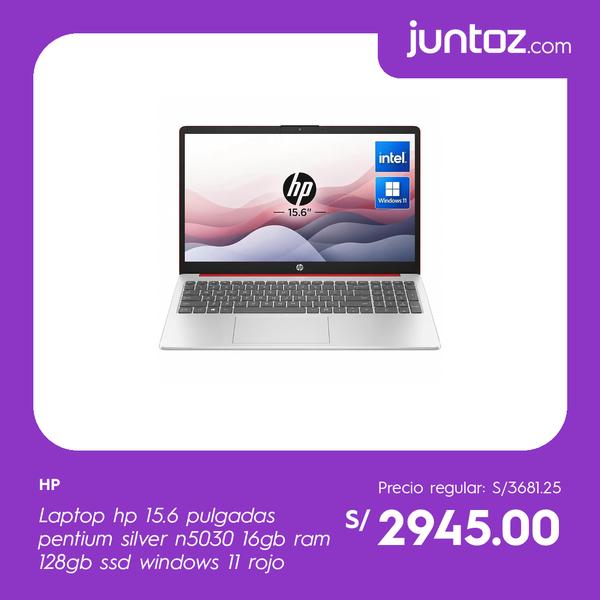 juntoz.com
intel.
hp
Windows 11
15.6"
hp
HP
Laptop hp 15.6 pulgadas
pentium silver n5030 16gb ram
128gb ssd windows 11 rojo
Precio regular: S/3681.25
S/ 2945.00